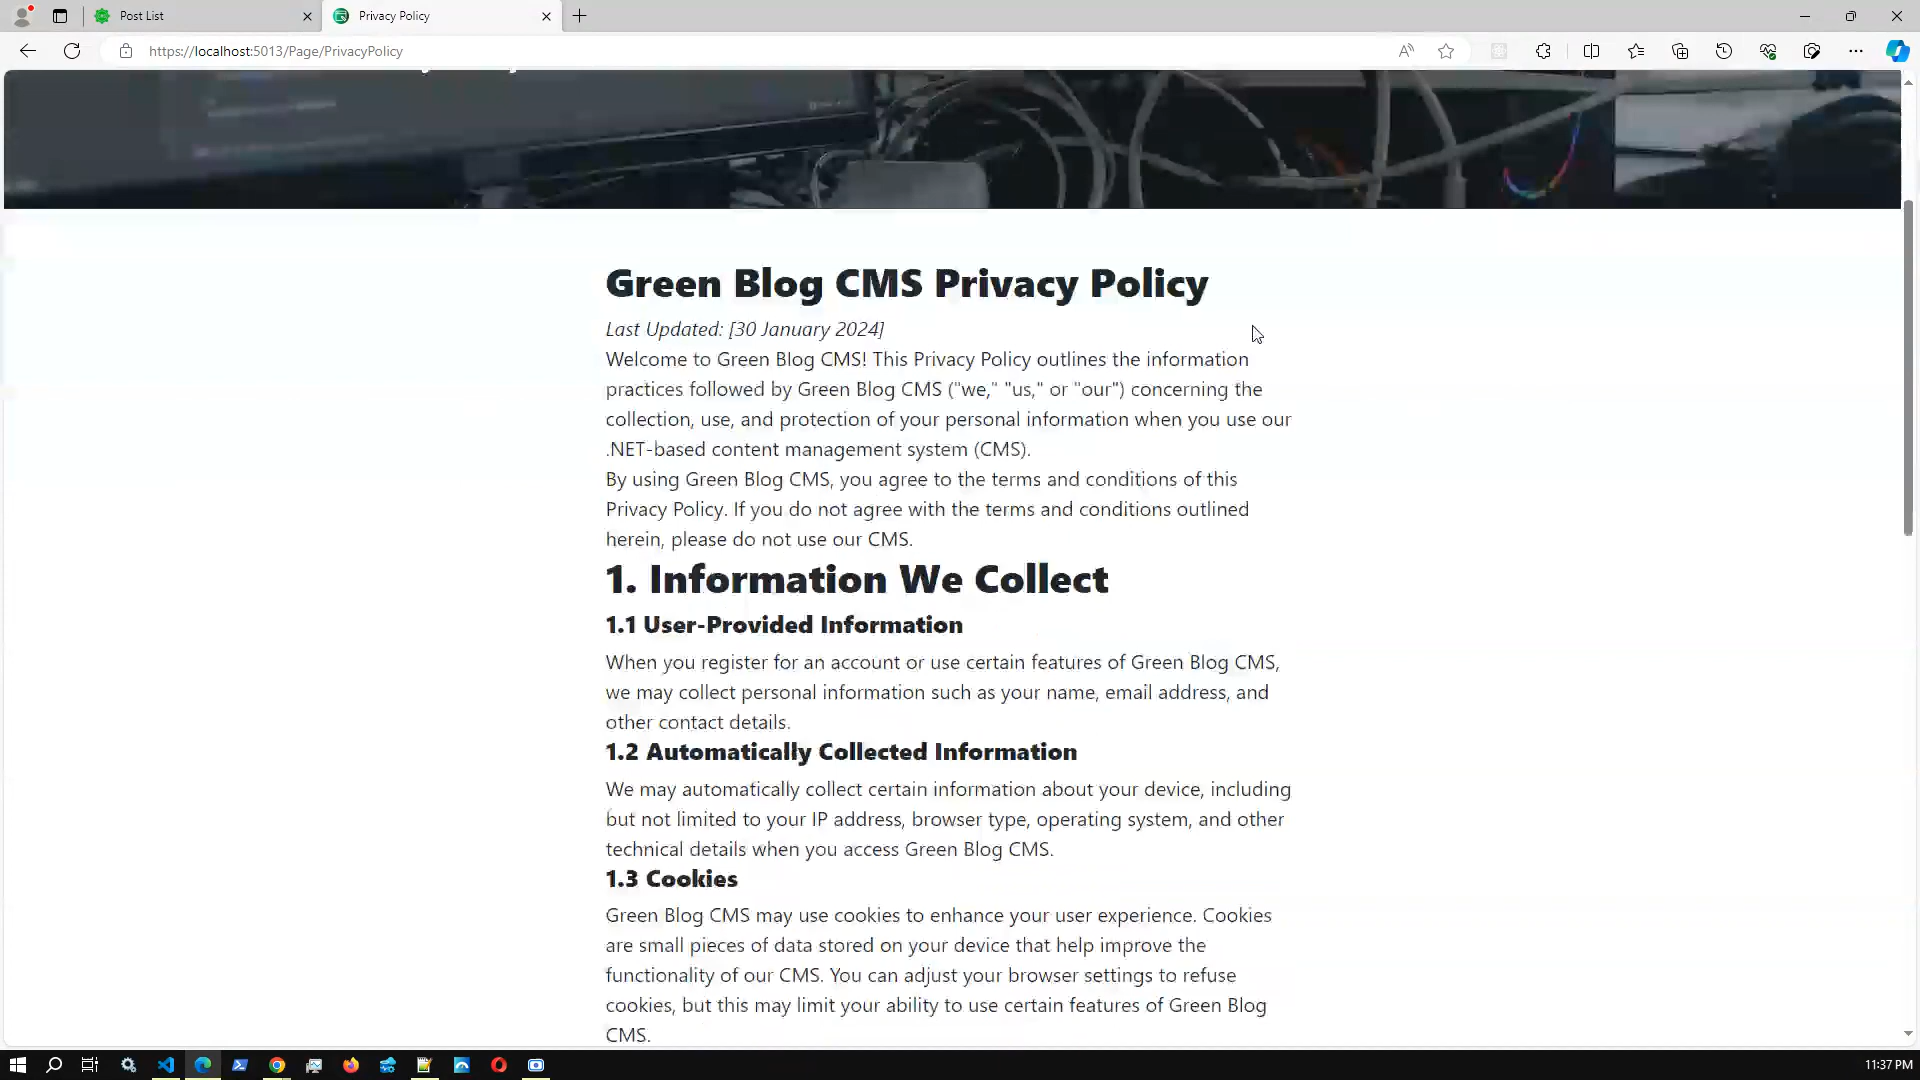 Post List
Privacy Policy
https://localhost:5013/Page/PrivacyPolicy
Green Blog CMS Privacy Policy
Last Updated: [30 January 2024]
Welcome to Green Blog CMS! This Privacy Policy outlines the information
practices followed by Green Blog CMS ("we," "us," or "our") concerning the
collection, use, and protection of your personal information when you use our
.NET-based content management system (CMS).
By using Green Blog CMS, you agree to the terms and conditions of this
Privacy Policy. If you do not agree with the terms and conditions outlined
herein, please do not use our CMS.
1. Information We Collect
1.1 User-Provided Information
When you register for an account or use certain features of Green Blog CMS,
we may collect personal information such as your name, email address, and
other contact details.
1.2 Automatically Collected Information
We may automatically collect certain information about your device, including
but not limited to your IP address, browser type, operating system, and other
technical details when you access Green Blog CMS.
1.3 Cookies
Green Blog CMS may use cookies to enhance your user experience. Cookies
are small pieces of data stored on your device that help improve the
functionality of our CMS. You can adjust your browser settings to refuse
cookies, but this may limit your ability to use certain features of Green Blog
CMS.
11:37 PM